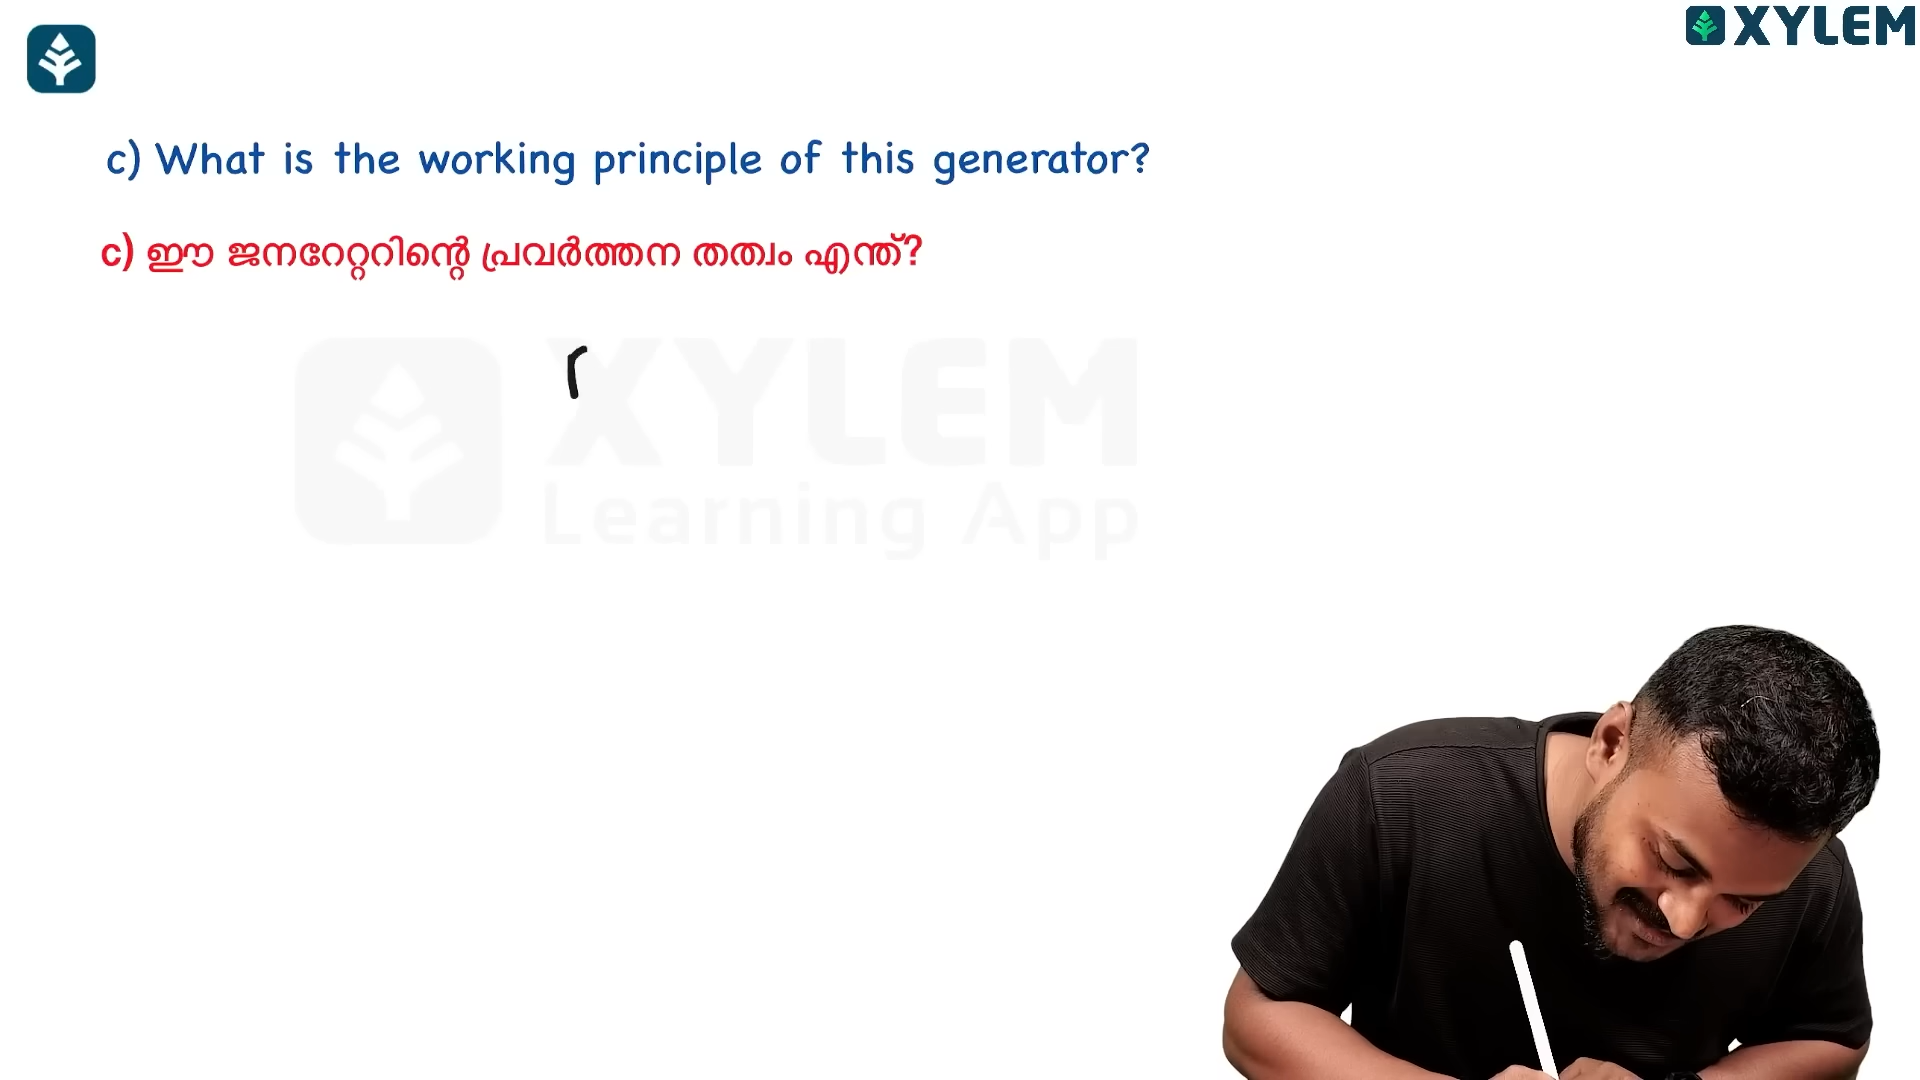 XYLEM
c) What is the working principle of this generator?
c) ഈ ജനറേറ്ററിന്റെ പ്രവർത്തന തത്വം എന്ത്?
XYLEM
Learning App